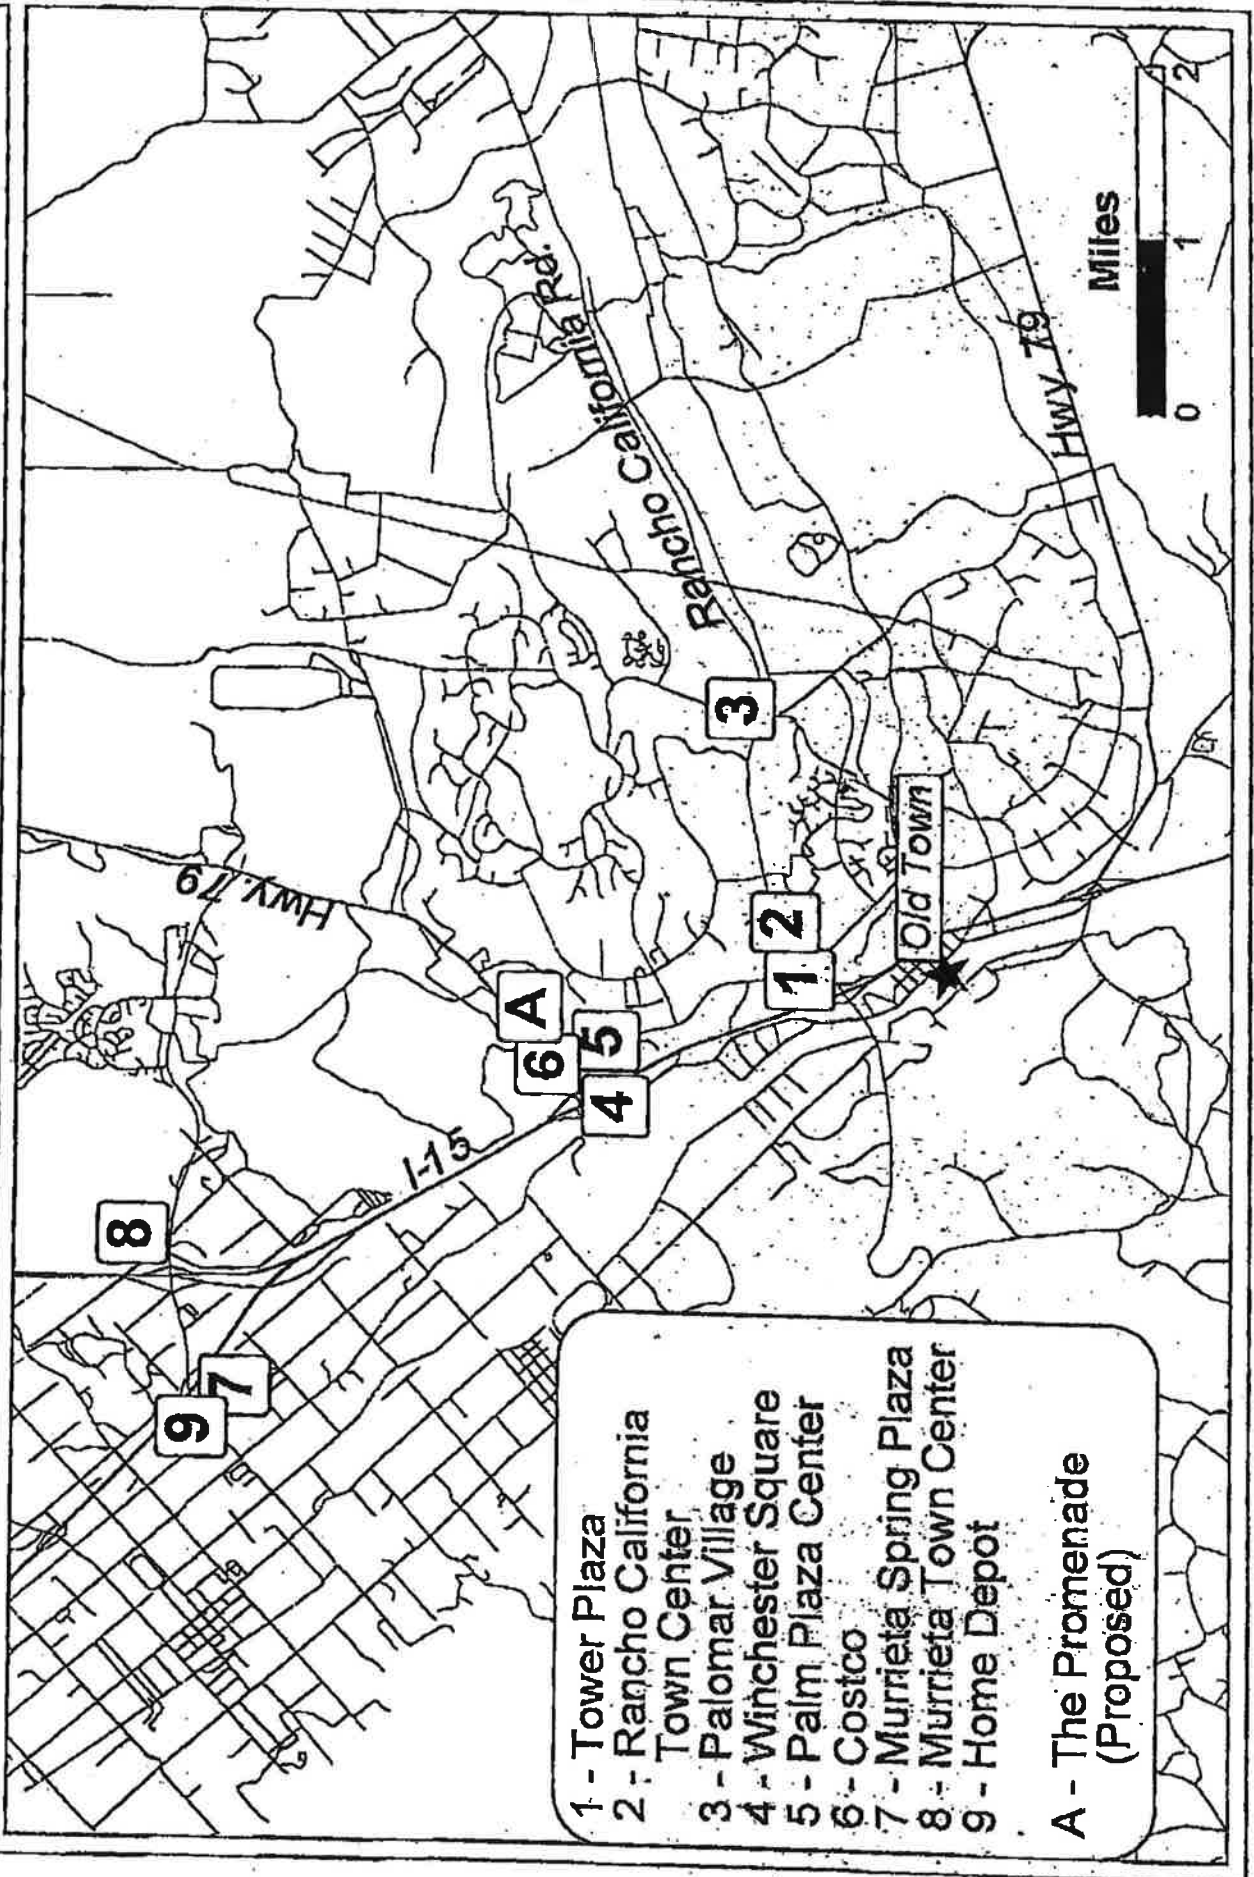 8
9
7
I-15
Hwy. 79
A
6
5
4
1
2
3
Old Town
Rancho California Rd.
Hwy. 79
Miles
0 1 2
1 - Tower Plaza
2 - Rancho California
Town Center
3 - Palomar Village
4 - Winchester Square
5 - Palm Plaza Center
6 - Costco
7 - Murrieta Spring Plaza
8 - Murrieta Town Center
9 - Home Depot
A - The Promenade
(Proposed)